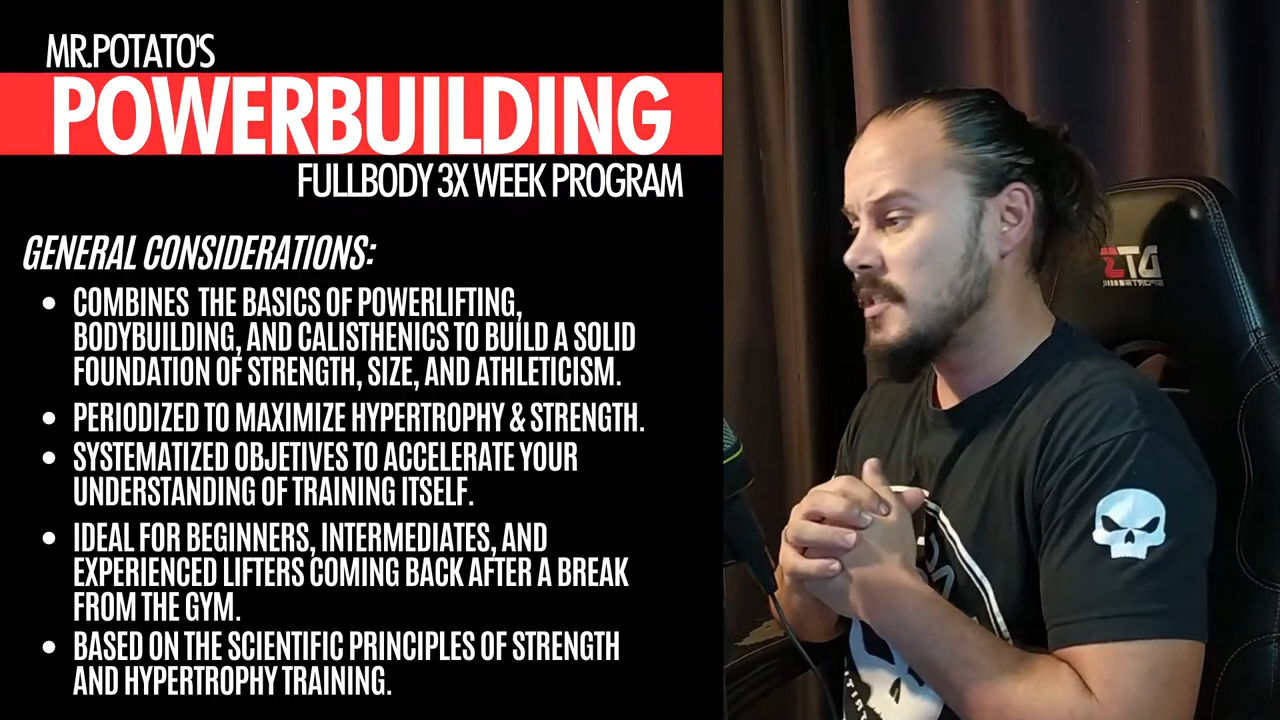 MR.POTATO'S
POWERBUILDING
FULLBODY 3X WEEK PROGRAM
GENERAL CONSIDERATIONS:
• COMBINES THE BASICS OF POWERLIFTING,
BODYBUILDING, AND CALISTHENICS TO BUILD A SOLID
FOUNDATION OF STRENGTH, SIZE, AND ATHLETICISM.
• PERIODIZED TO MAXIMIZE HYPERTROPHY & STRENGTH.
• SYSTEMATIZED OBJETIVES TO ACCELERATE YOUR
UNDERSTANDING OF TRAINING ITSELF.
• IDEAL FOR BEGINNERS, INTERMEDIATES, AND
EXPERIENCED LIFTERS COMING BACK AFTER A BREAK
FROM THE GYM.
• BASED ON THE SCIENTIFIC PRINCIPLES OF STRENGTH
AND HYPERTROPHY TRAINING.